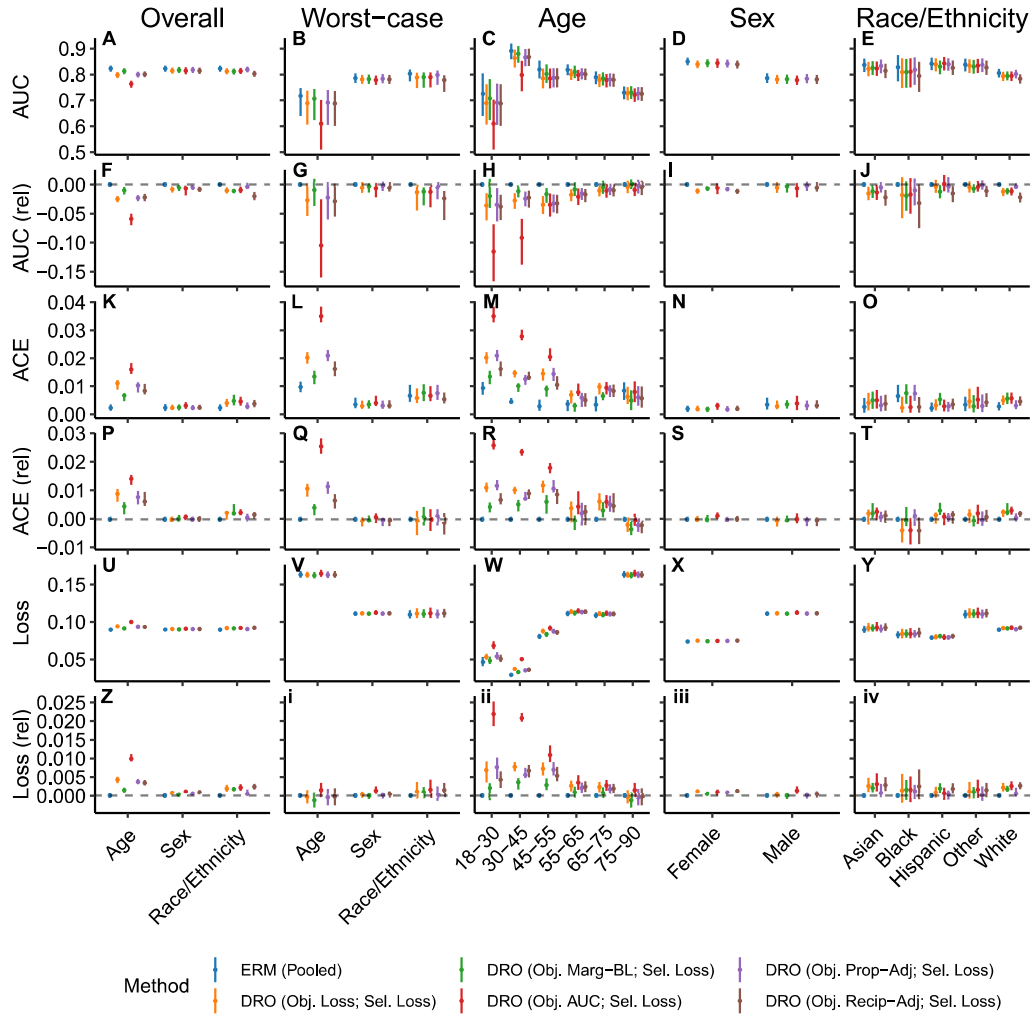 Overall
Worst−case
Age
Sex
Race/Ethnicity
A
B
C
D
E
AUC
0.9
0.8
0.7
0.6
0.5
F
G
H
I
J
AUC (rel)
0.00
−0.05
−0.10
−0.15
K
L
M
N
O
ACE
0.04
0.03
0.02
0.01
0.00
P
Q
R
S
T
ACE (rel)
0.03
0.02
0.01
0.00
−0.01
U
V
W
X
Y
Loss
0.15
0.10
0.05
Z
i
ii
iii
iv
Loss (rel)
0.025
0.020
0.015
0.010
0.005
0.000
Age
Sex
Race/Ethnicity
Age
Sex
Race/Ethnicity
18−30
30−45
45−55
55−65
65−75
75−90
Female
Male
Asian
Black
Hispanic
Other
White
Method
ERM (Pooled)
DRO (Obj. Marg−BL; Sel. Loss)
DRO (Obj. Prop−Adj; Sel. Loss)
DRO (Obj. Loss; Sel. Loss)
DRO (Obj. AUC; Sel. Loss)
DRO (Obj. Recip−Adj; Sel. Loss)